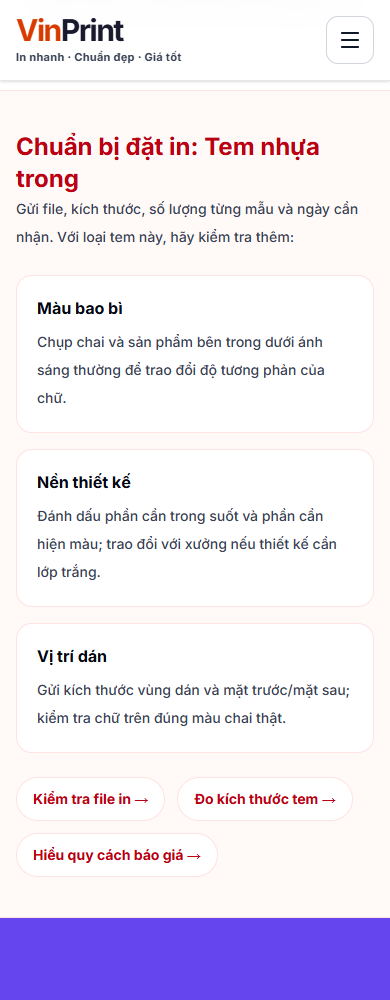 VinPrint
In nhanh · Chuẩn đẹp · Giá tốt
Chuẩn bị đặt in: Tem nhựa
trong
Gửi file, kích thước, số lượng từng mẫu và ngày cần
nhận. Với loại tem này, hãy kiểm tra thêm:
Màu bao bì
Chụp chai và sản phẩm bên trong dưới ánh
sáng thường để trao đổi độ tương phản của
chữ.
Nền thiết kế
Đánh dấu phần cần trong suốt và phần cần
hiện màu; trao đổi với xưởng nếu thiết kế cần
lớp trắng.
Vị trí dán
Gửi kích thước vùng dán và mặt trước/mặt sau;
kiểm tra chữ trên đúng màu chai thật.
Kiểm tra file in →
Đo kích thước tem →
Hiểu quy cách báo giá →